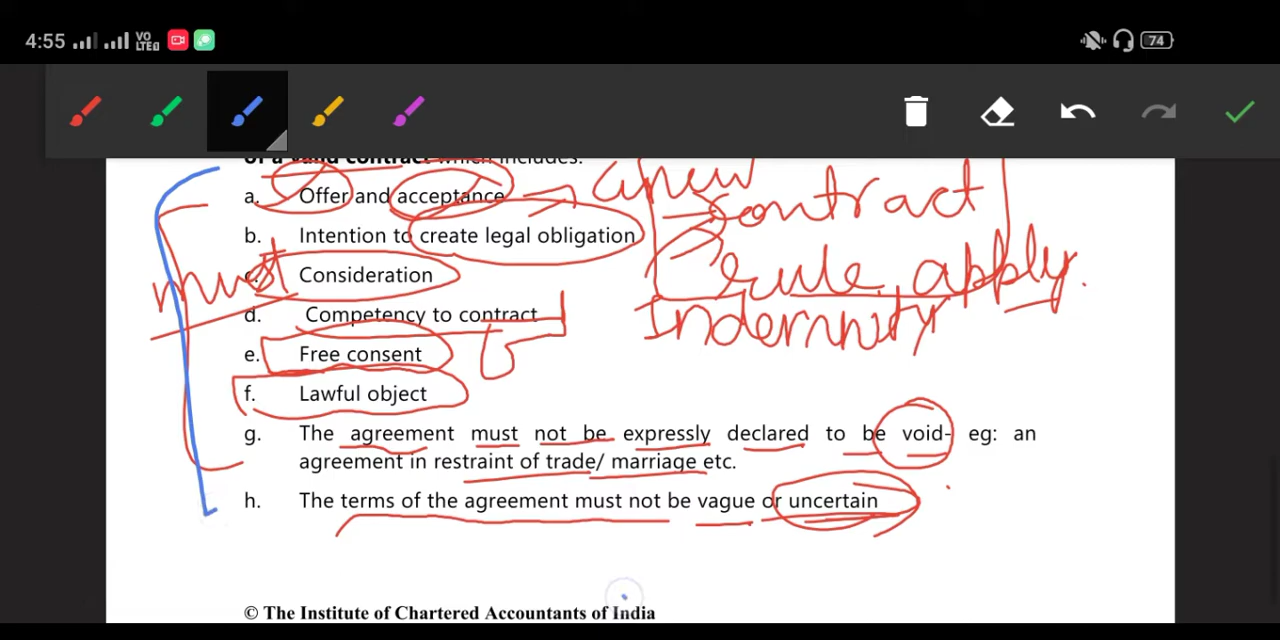 4:55 VO LTE 74
of a valid contract which includes:
a. Offer and acceptance
b. Intention to create legal obligation
c. Consideration
d. Competency to contract
e. Free consent
f. Lawful object
g. The agreement must not be expressly declared to be void- eg: an
agreement in restraint of trade/ marriage etc.
h. The terms of the agreement must not be vague or uncertain
must
contract
rule apply.
Indemnity
© The Institute of Chartered Accountants of India